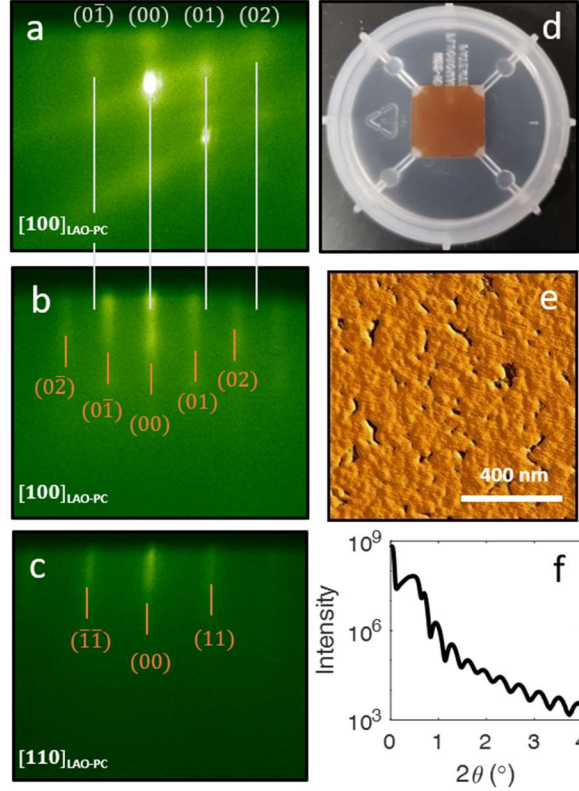 a
(01̅) (00) (01) (02)
[100]LAO-PC
b
(02̅)
(01̅)
(00)
(01)
(02)
[100]LAO-PC
c
(1̅1̅)
(00)
(11)
[110]LAO-PC
d
e
400 nm
f
Intensity
10⁹
10⁶
10³
0 1 2 3 4
2θ (°)